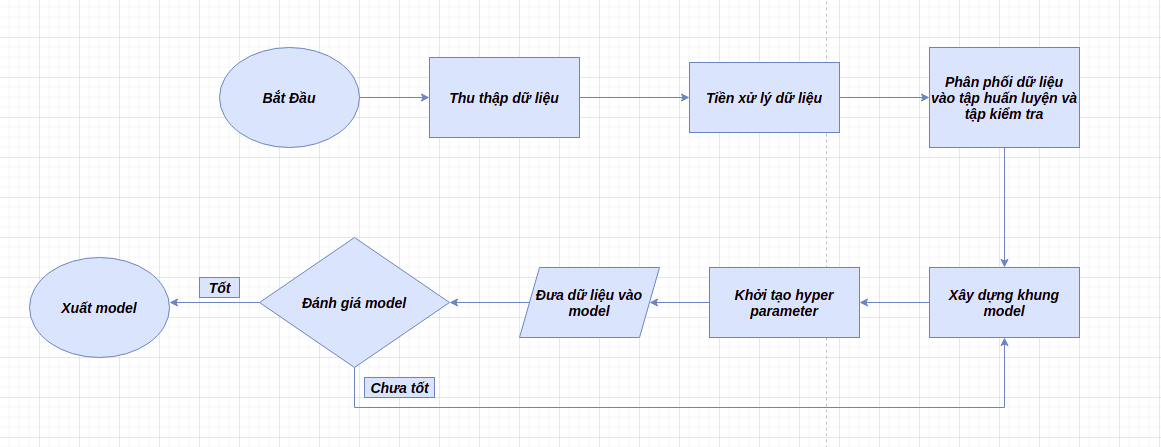 Bắt Đầu
Thu thập dữ liệu
Tiền xử lý dữ liệu
Phân phối dữ liệu
vào tập huấn luyện và
tập kiểm tra
Xuất model
Tốt
Đánh giá model
Đưa dữ liệu vào
model
Khởi tạo hyper
parameter
Xây dựng khung
model
Chưa tốt